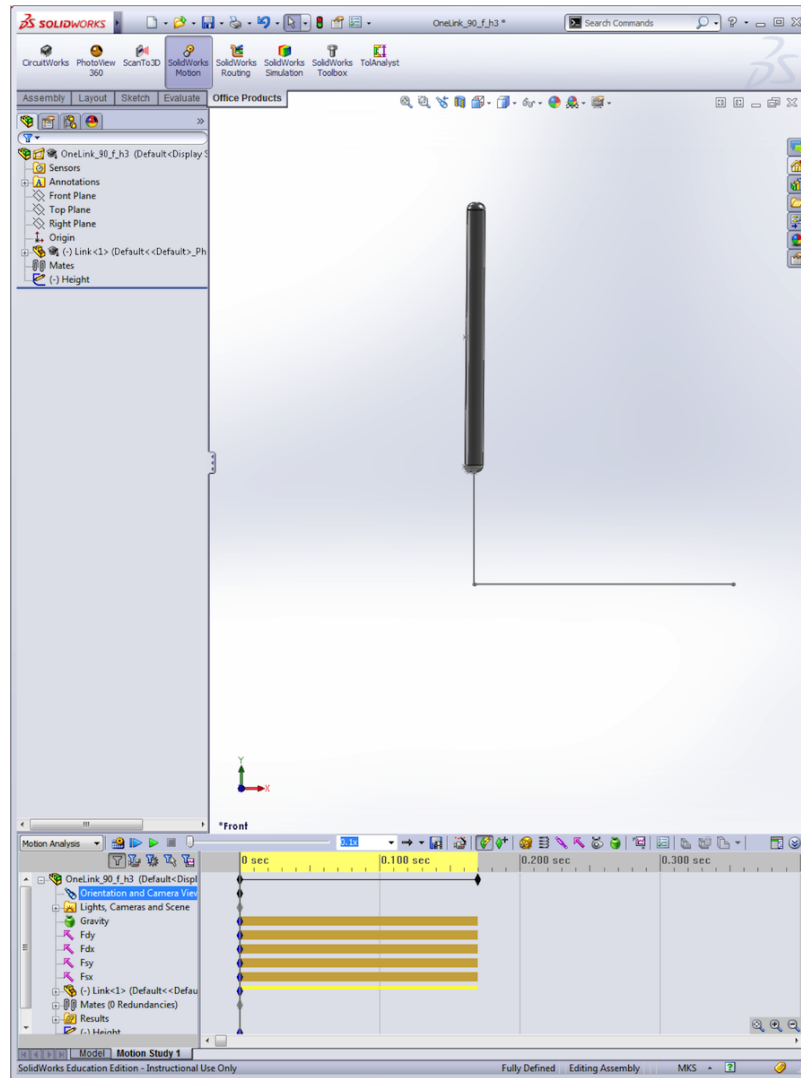 SOLIDWORKS
OneLink_90_f_h3 *
Search Commands
CircuitWorks
PhotoView 360
ScanTo3D
SolidWorks Motion
SolidWorks Routing
SolidWorks Simulation
SolidWorks Toolbox
TolAnalyst
Assembly
Layout
Sketch
Evaluate
Office Products
OneLink_90_f_h3 (Default<Display S
Sensors
Annotations
Front Plane
Top Plane
Right Plane
Origin
(-) Link<1> (Default<<Default>_Ph
Mates
(-) Height
Y
X
*Front
Motion Analysis
0.1x
0 sec
0.100 sec
0.200 sec
0.300 sec
OneLink_90_f_h3 (Default<Displ
Orientation and Camera View
Lights, Cameras and Scene
Gravity
Fdy
Fdx
Fsy
Fsx
(-) Link<1> (Default<<Defau
Mates (0 Redundancies)
Results
(-) Height
Model
Motion Study 1
SolidWorks Education Edition - Instructional Use Only
Fully Defined
Editing Assembly
MKS